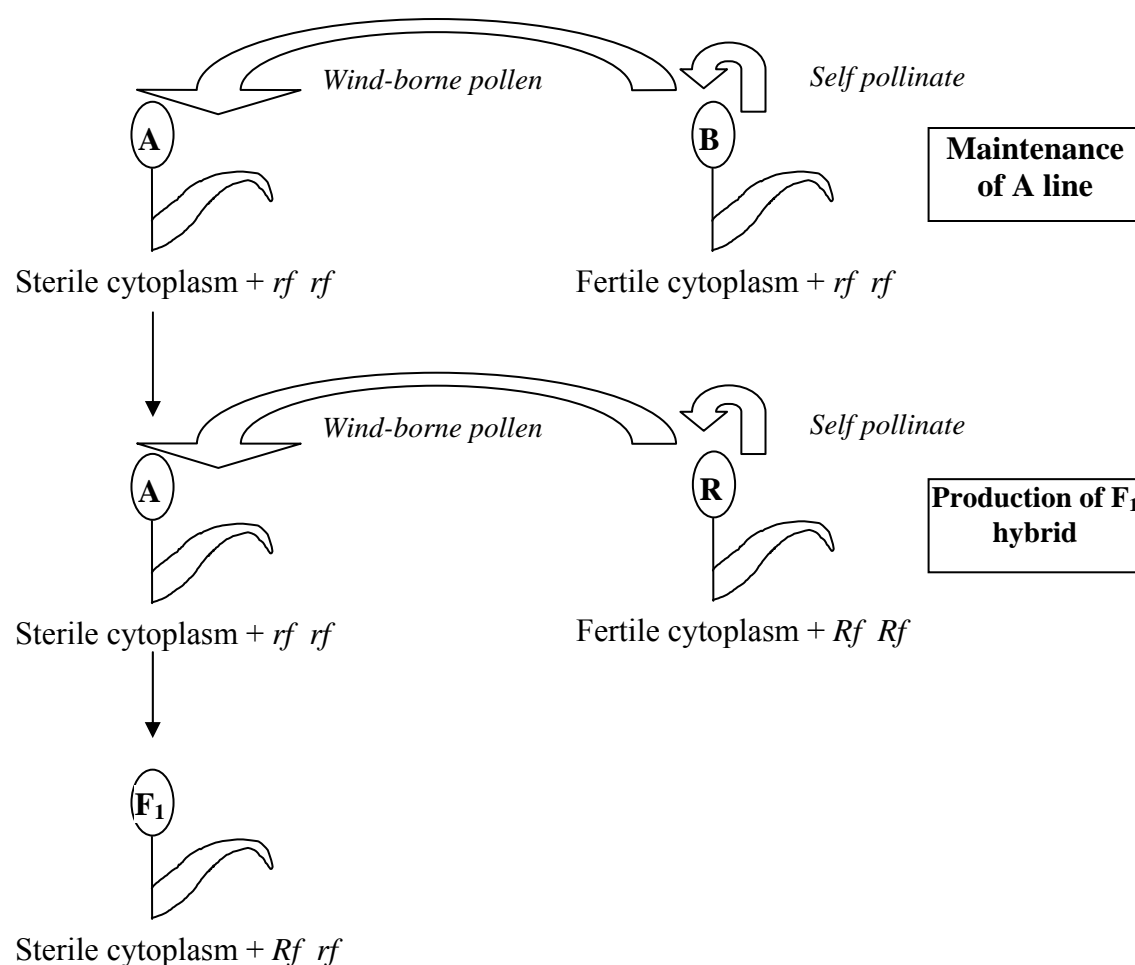 Wind-borne pollen
Self pollinate
A
B
Maintenance
of A line
Sterile cytoplasm + rf rf
Fertile cytoplasm + rf rf
Wind-borne pollen
Self pollinate
A
R
Production of F₁
hybrid
Sterile cytoplasm + rf rf
Fertile cytoplasm + Rf Rf
F₁
Sterile cytoplasm + Rf rf